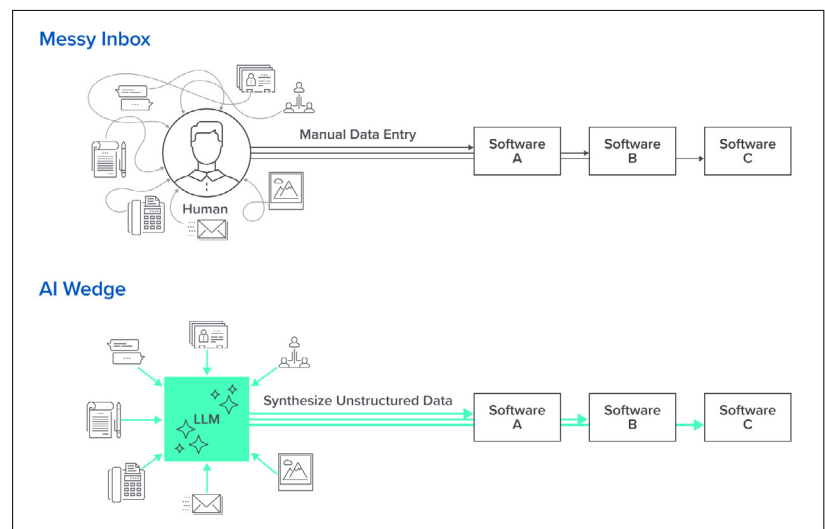 Messy Inbox
Manual Data Entry
Software
A
Software
B
Software
C
Human
AI Wedge
LLM
Synthesize Unstructured Data
Software
A
Software
B
Software
C